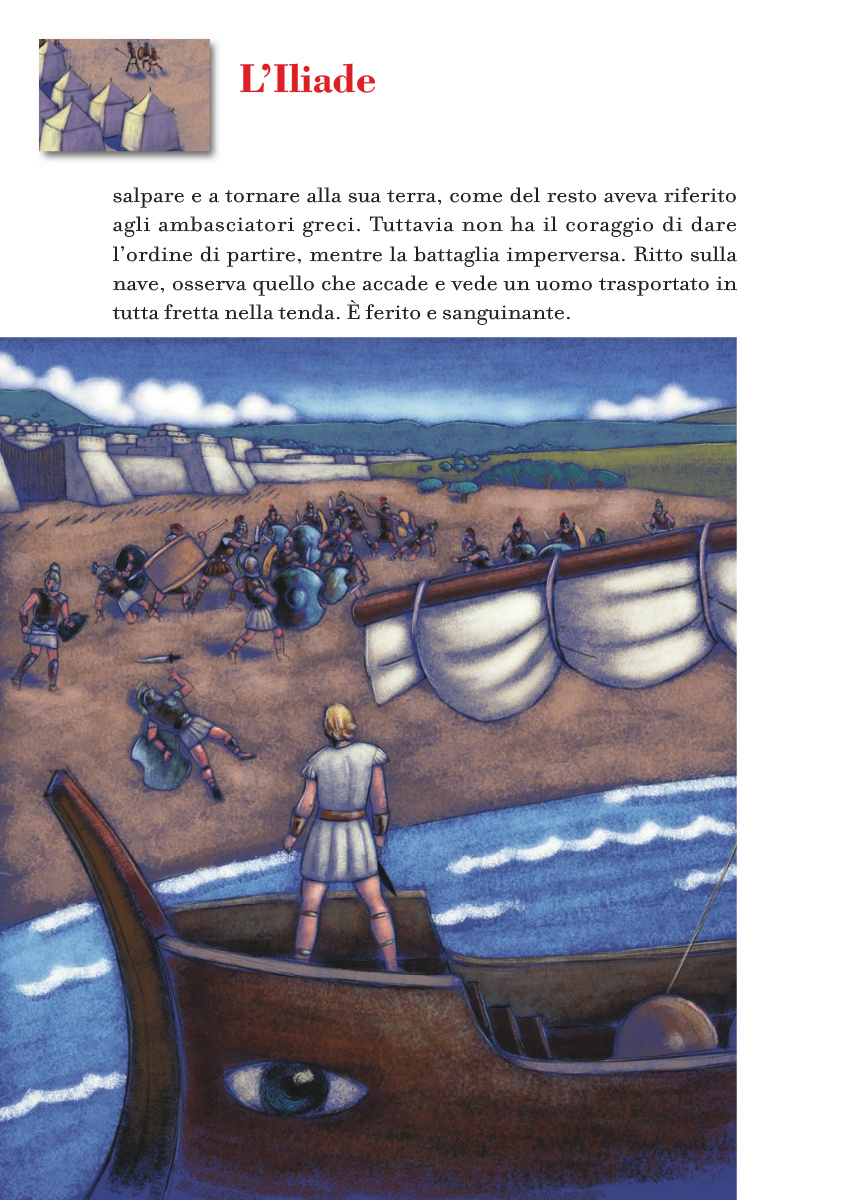 L’Iliade
salpare e a tornare alla sua terra, come del resto aveva riferito
agli ambasciatori greci. Tuttavia non ha il coraggio di dare
l’ordine di partire, mentre la battaglia imperversa. Ritto sulla
nave, osserva quello che accade e vede un uomo trasportato in
tutta fretta nella tenda. È ferito e sanguinante.